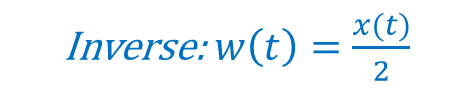 Inverse: w(t) = x(t)/2